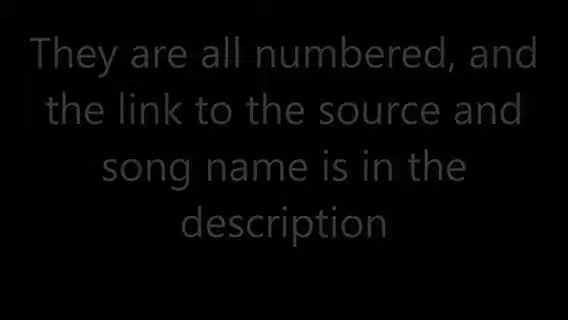 They are all numbered, and
the link to the source and
song name is in the
description